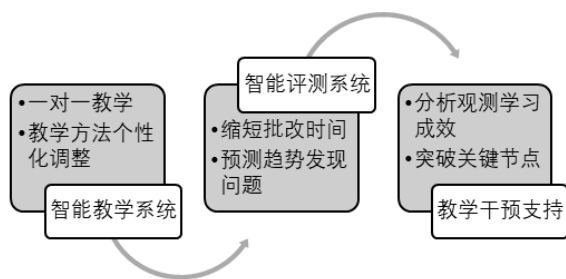 •一对一教学
•教学方法个性
化调整
智能教学系统
智能评测系统
•缩短批改时间
•预测趋势发现
问题
•分析观测学习
成效
•突破关键节点
教学干预支持